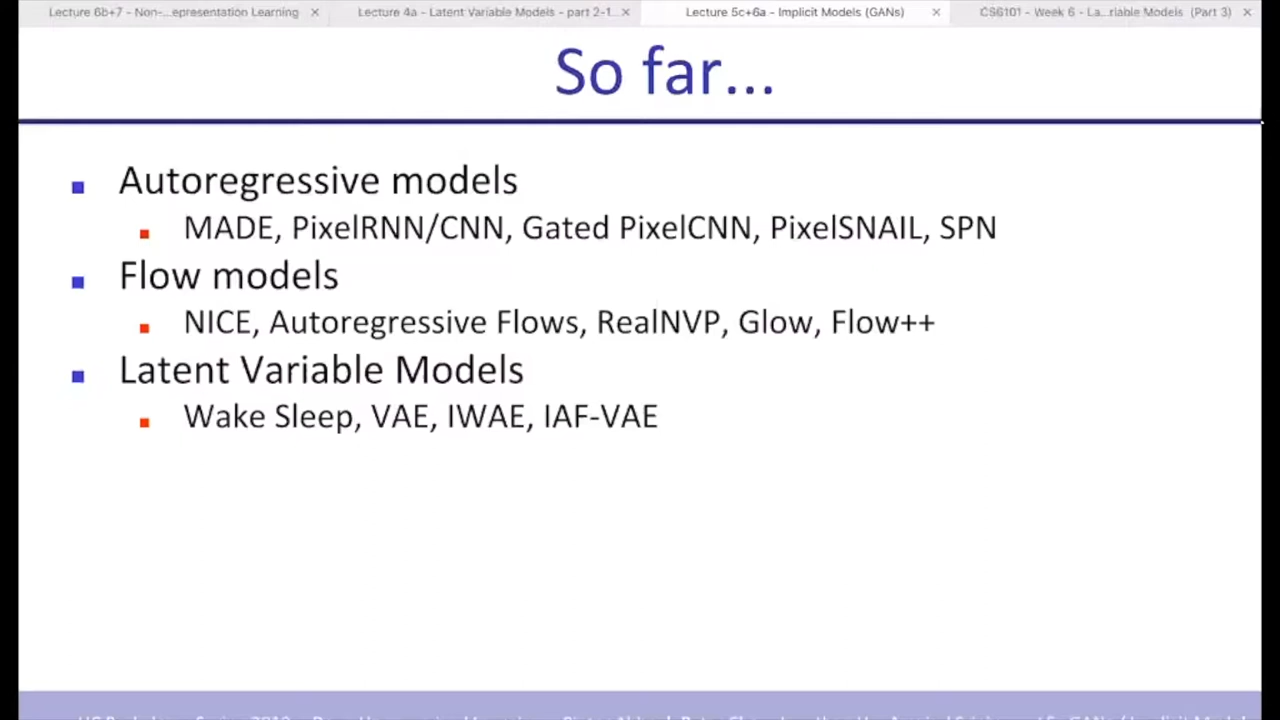 Lecture 6b+7 - Non-...epresentation Learning
Lecture 4a - Latent Variable Models - part 2-1...
Lecture 5c+6a - Implicit Models (GANs)
CS6101 - Week 6 - La...riable Models (Part 3)
So far...
Autoregressive models
MADE, PixelRNN/CNN, Gated PixelCNN, PixelSNAIL, SPN
Flow models
NICE, Autoregressive Flows, RealNVP, Glow, Flow++
Latent Variable Models
Wake Sleep, VAE, IWAE, IAF-VAE